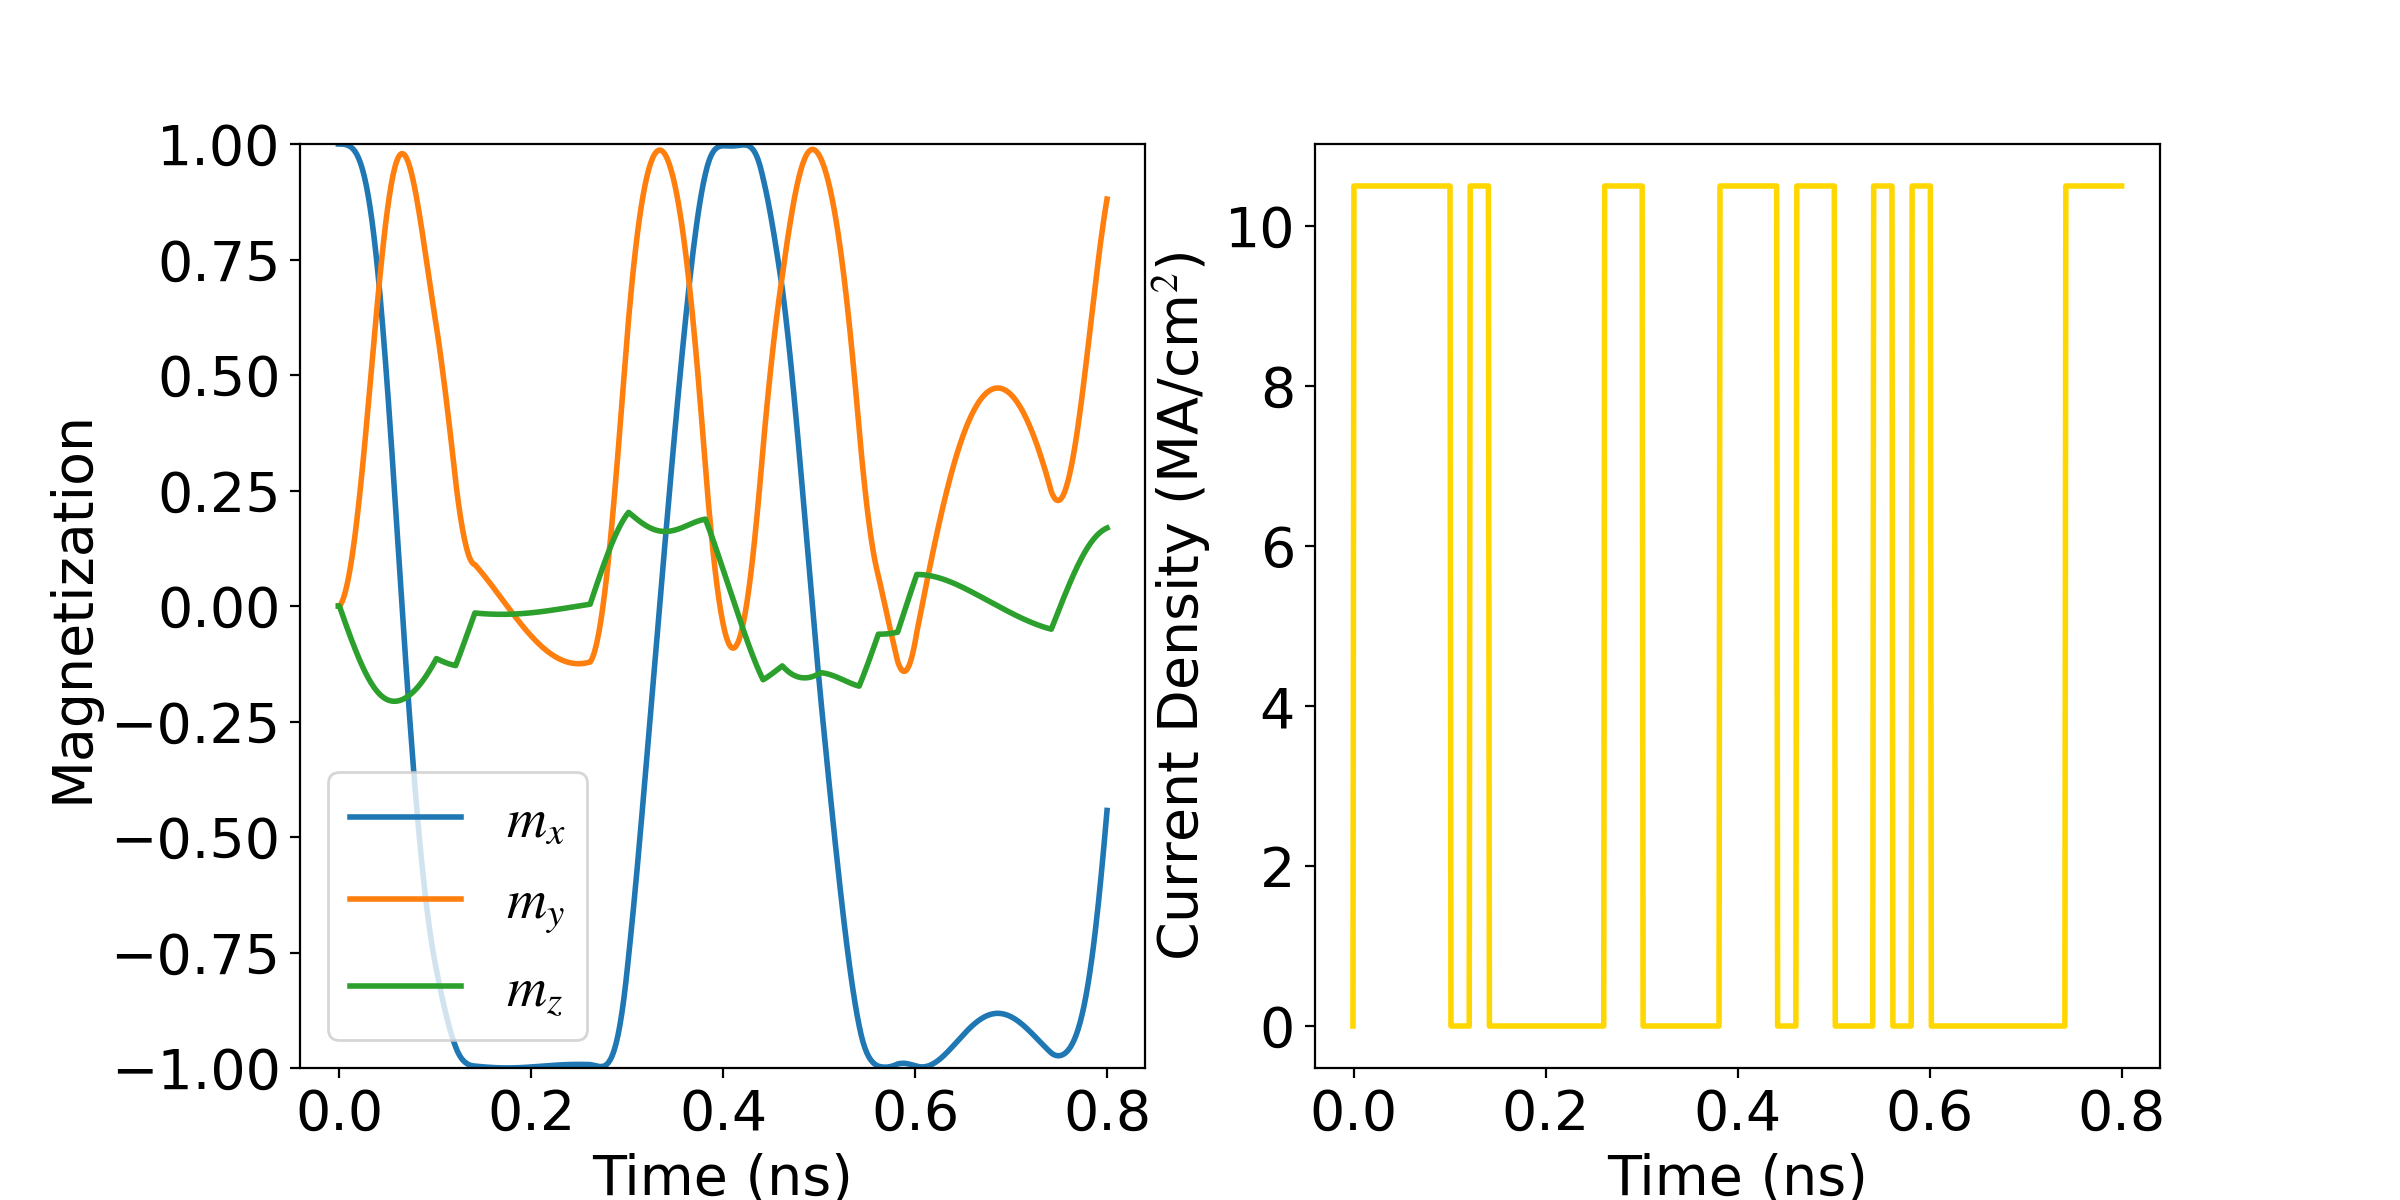 Magnetization
1.00
0.75
0.50
0.25
0.00
−0.25
−0.50
−0.75
−1.00
m_x
m_y
m_z
0.0 0.2 0.4 0.6 0.8
Time (ns)
Current Density (MA/cm²)
10
8
6
4
2
0
0.0 0.2 0.4 0.6 0.8
Time (ns)